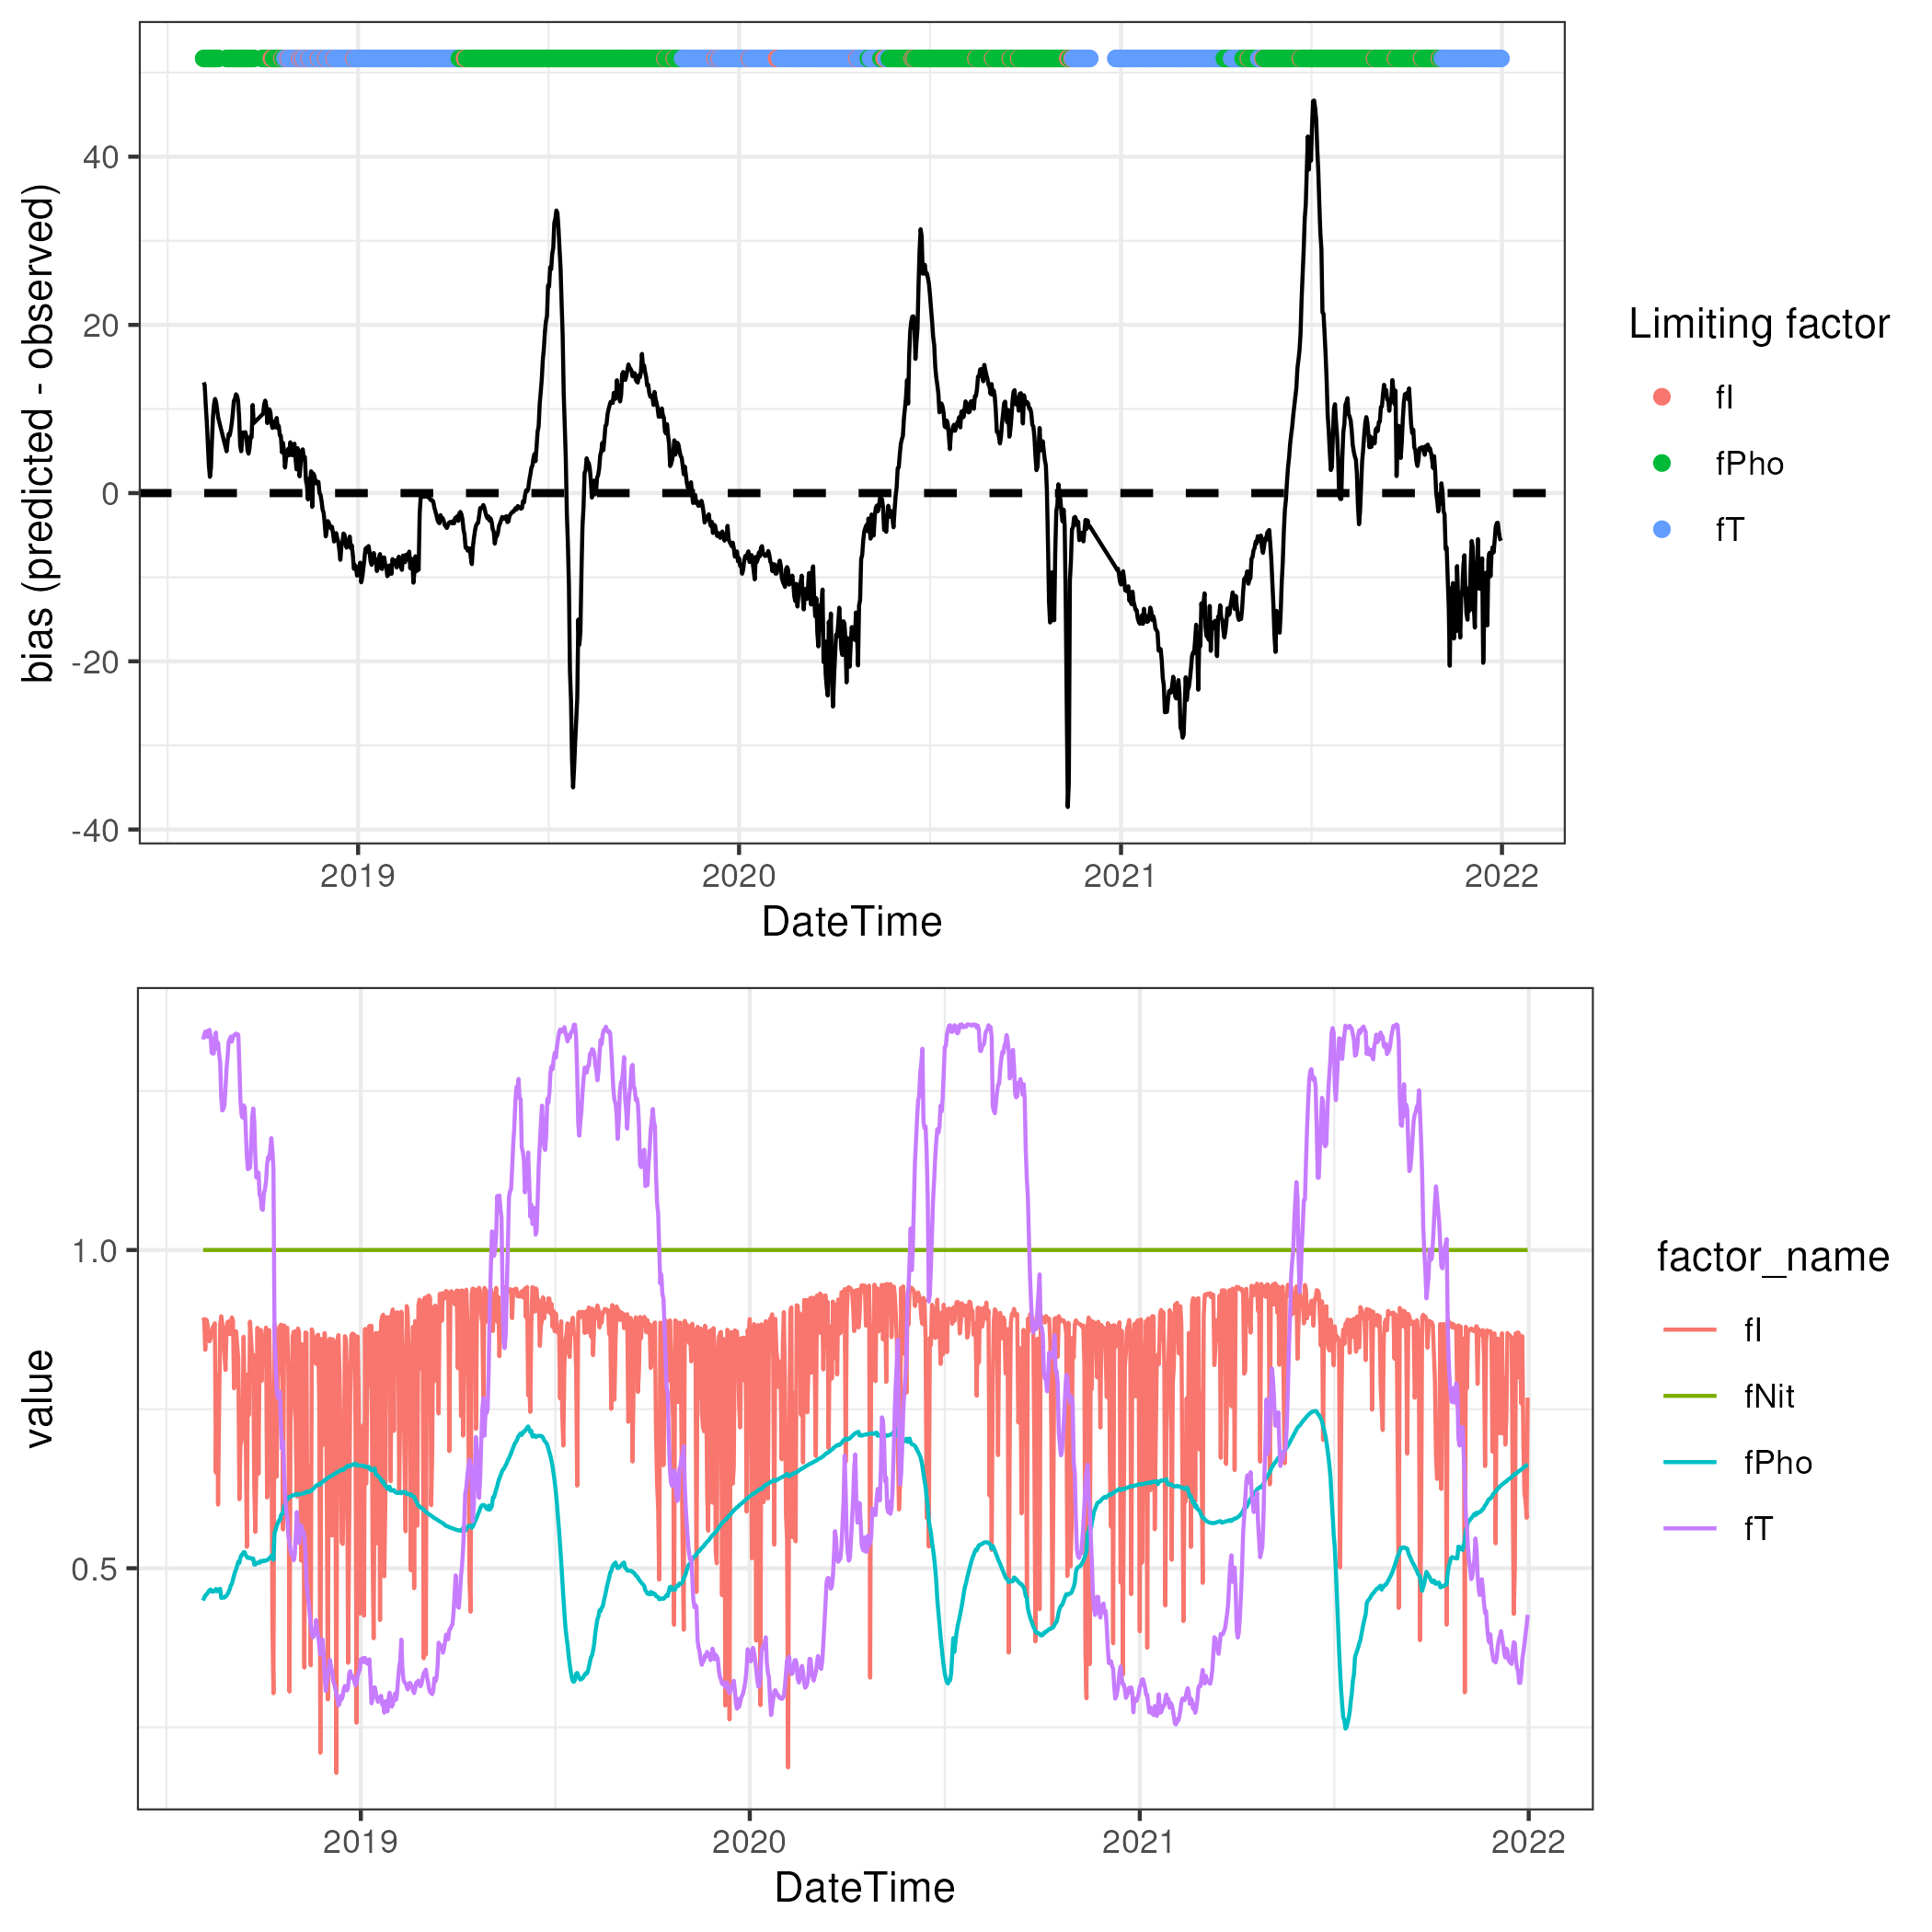 bias (predicted - observed)
40
20
0
-20
-40
2019
2020
2021
2022
DateTime
Limiting factor
fI
fPho
fT
value
1.0
0.5
2019
2020
2021
2022
DateTime
factor_name
fI
fNit
fPho
fT